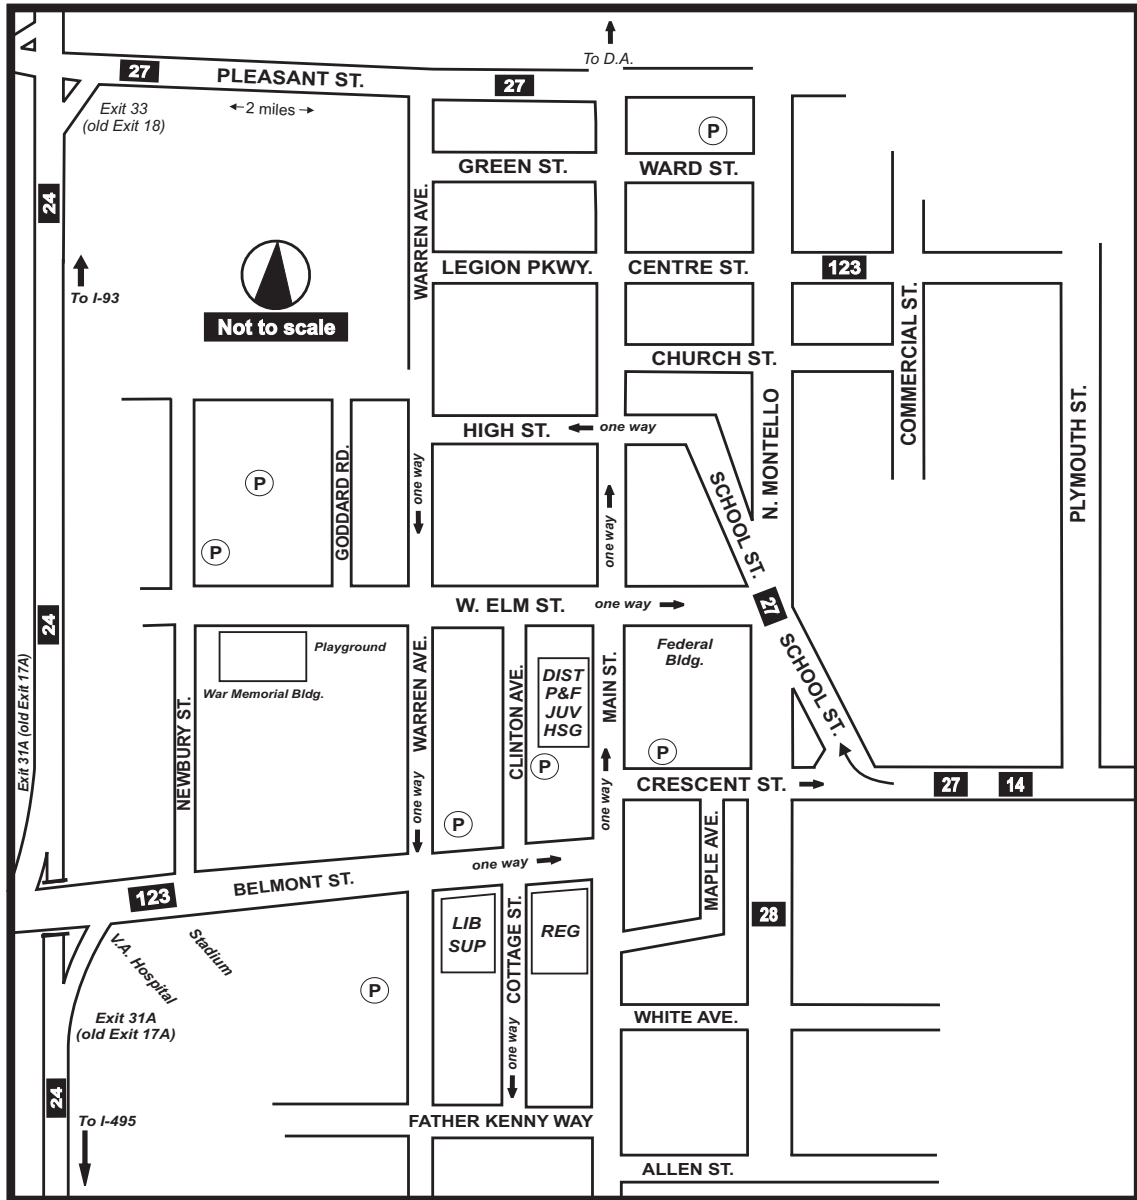 To D.A.
27
PLEASANT ST.
27
Exit 33
(old Exit 18)
2 miles
P
GREEN ST.
WARD ST.
24
WARREN AVE.
LEGION PKWY.
CENTRE ST.
123
To I-93
Not to scale
COMMERCIAL ST.
CHURCH ST.
N. MONTELLO
PLYMOUTH ST.
HIGH ST.
one way
GODDARD RD.
one way
P
P
one way
SCHOOL ST.
W. ELM ST.
one way
27
24
SCHOOL ST.
Playground
War Memorial Bldg.
WARREN AVE.
CLINTON AVE.
DIST
P&F
JUV
HSG
MAIN ST.
Federal
Bldg.
Exit 31A (old Exit 17A)
NEWBURY ST.
P
P
CRESCENT ST.
27
14
one way
one way
P
MAPLE AVE.
one way
BELMONT ST.
123
LIB
SUP
COTTAGE ST.
REG
28
V.A. Hospital
Stadium
P
Exit 31A
(old Exit 17A)
one way
WHITE AVE.
24
To I-495
FATHER KENNY WAY
ALLEN ST.